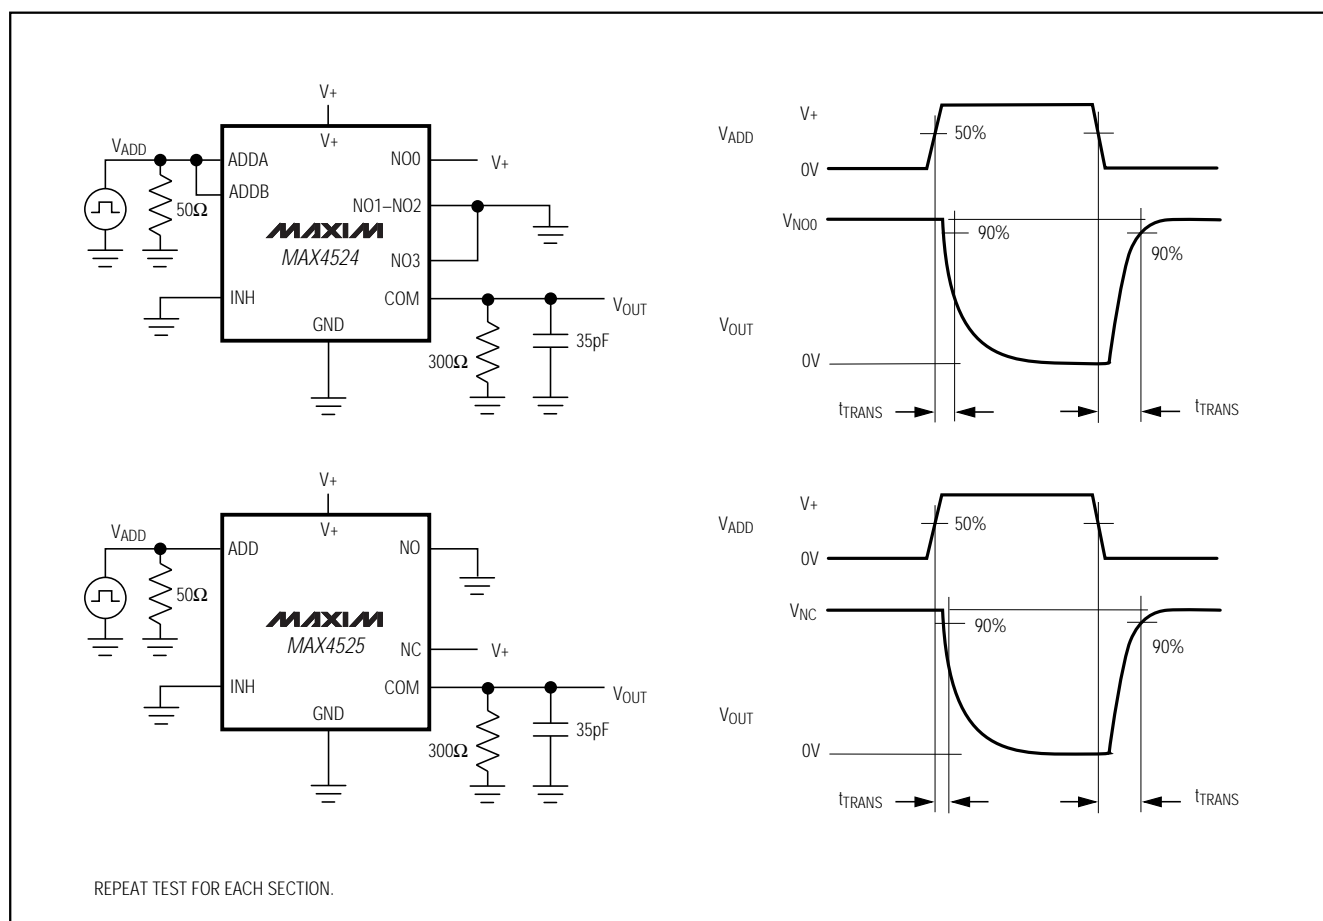 V+
V+
VADD
ADDA
NO0
V+
ADDB
50Ω
NO1–NO2
MAXIM
MAX4524
NO3
INH
COM
VOUT
GND
300Ω
35pF
V+
VADD
50%
0V
VNO0
90%
90%
VOUT
0V
tTRANS
tTRANS
V+
V+
VADD
ADD
NO
50Ω
MAXIM
MAX4525
NC
V+
INH
COM
VOUT
GND
300Ω
35pF
V+
VADD
50%
0V
VNC
90%
90%
VOUT
0V
tTRANS
tTRANS
REPEAT TEST FOR EACH SECTION.